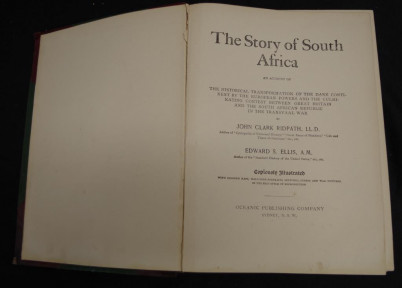 The Story of South
Africa
AN ACCOUNT OF
THE HISTORICAL TRANSFORMATION OF THE DARK CONTI-
NENT BY THE EUROPEAN POWERS AND THE CULMI-
NATING CONTEST BETWEEN GREAT BRITAIN
AND THE SOUTH AFRICAN REPUBLIC
IN THE TRANSVAAL WAR
BY
JOHN CLARK RIDPATH, LL. D.
EDWARD S. ELLIS, A. M.
Copiously Illustrated
OCEANIC PUBLISHING COMPANY
SYDNEY, N. S. W.